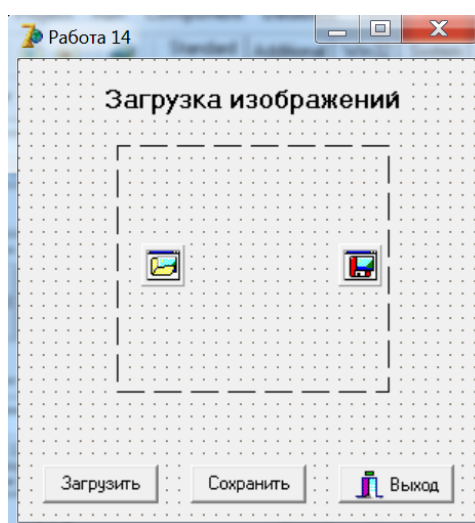 Работа 14
Загрузка изображений
Загрузить
Сохранить
Выход